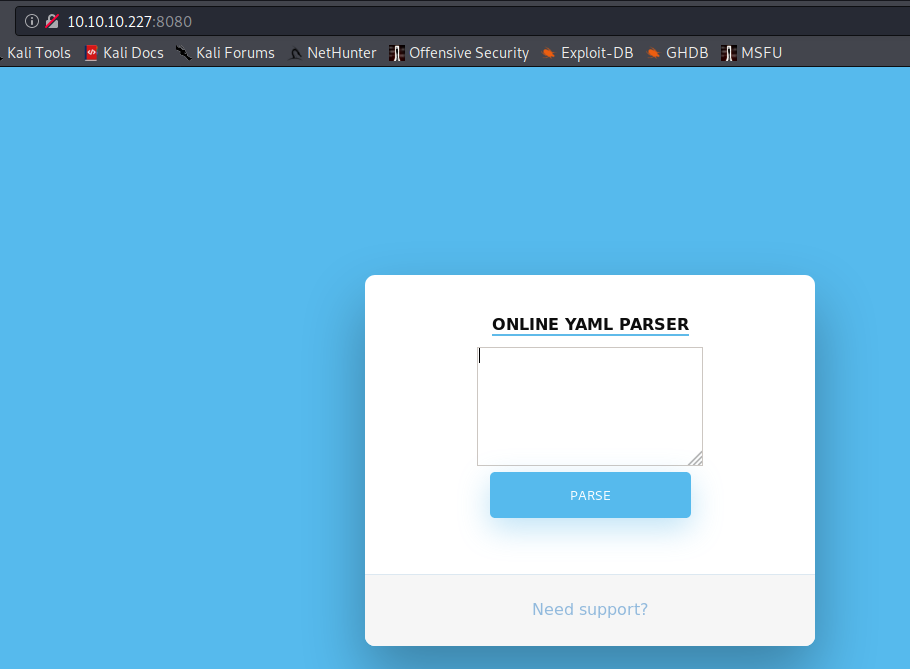 10.10.10.227:8080
Kali Tools Kali Docs Kali Forums NetHunter Offensive Security Exploit-DB GHDB MSFU
ONLINE YAML PARSER
PARSE
Need support?